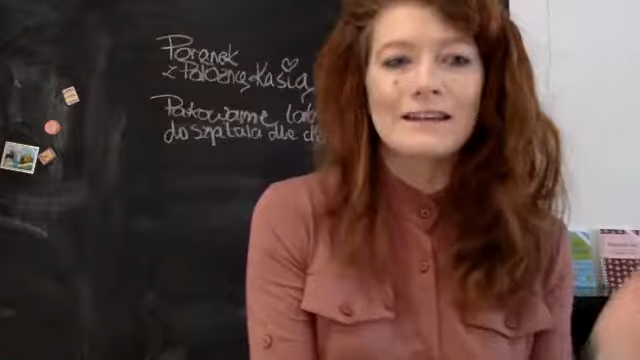 Poranek
z Położną Kasią
Pakowanie
do szpitala dla